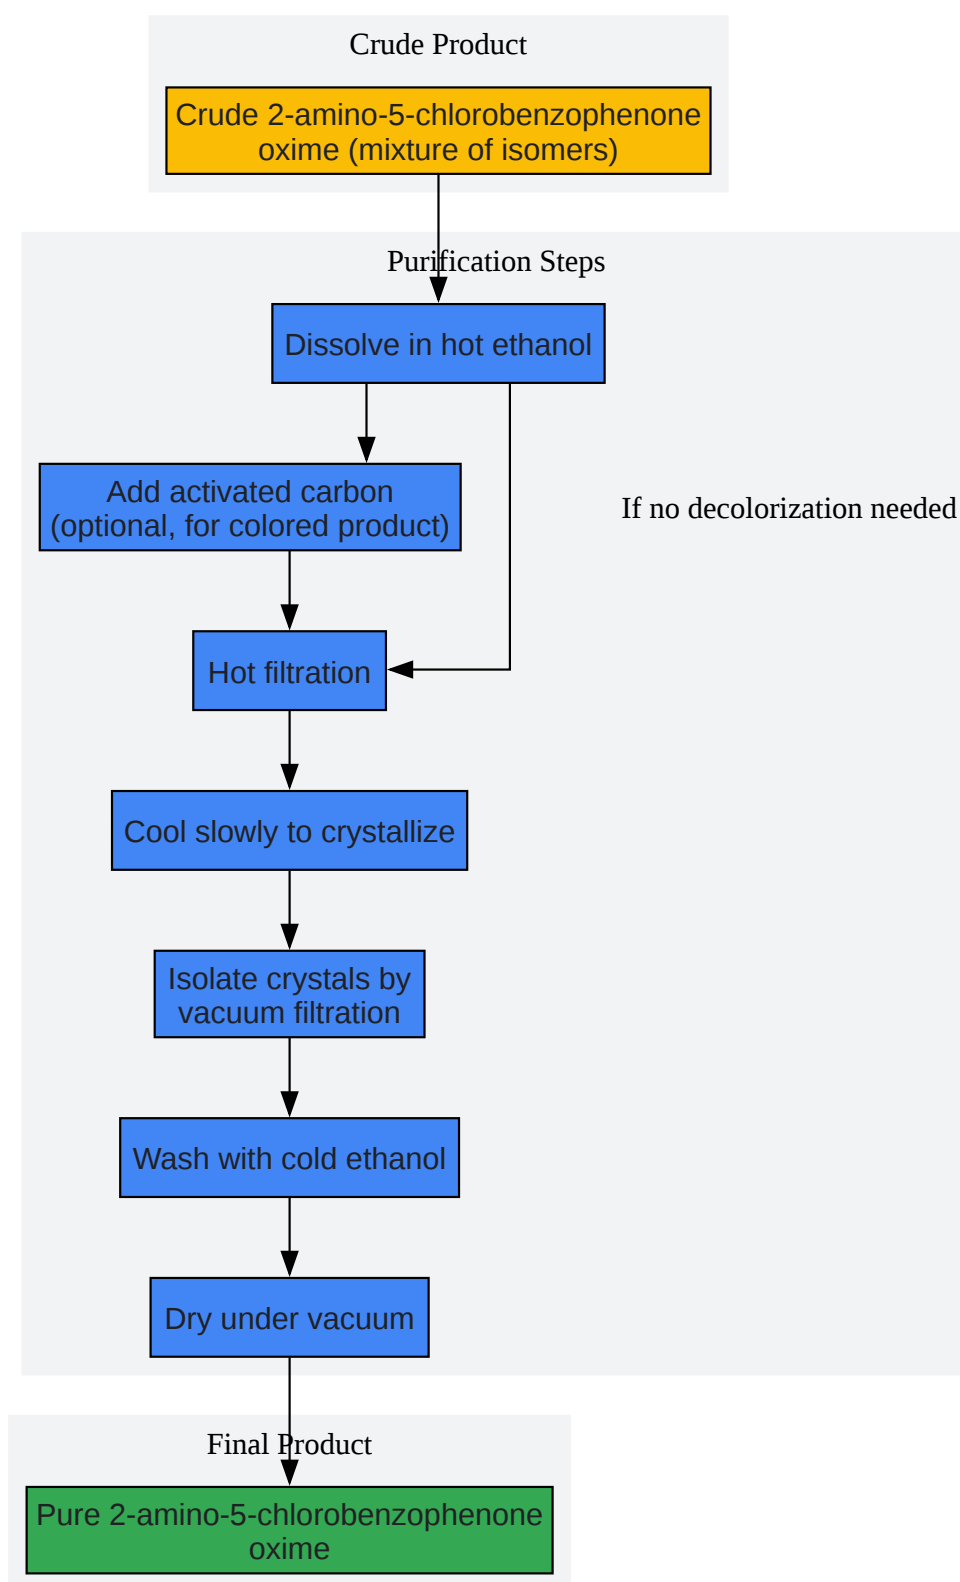 Crude Product
Crude 2-amino-5-chlorobenzophenone
oxime (mixture of isomers)
Purification Steps
Dissolve in hot ethanol
Add activated carbon
(optional, for colored product)
If no decolorization needed
Hot filtration
Cool slowly to crystallize
Isolate crystals by
vacuum filtration
Wash with cold ethanol
Dry under vacuum
Final Product
Pure 2-amino-5-chlorobenzophenone
oxime